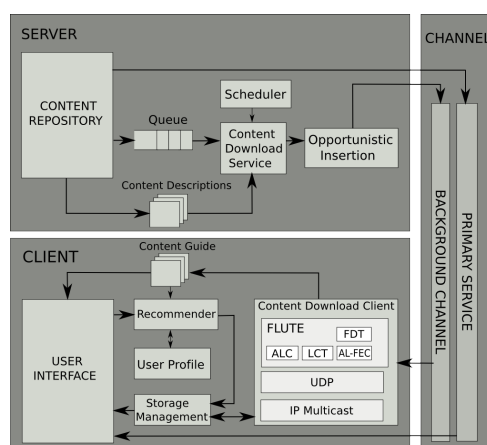 SERVER
CHANNEL
CONTENT
REPOSITORY
Queue
Scheduler
Content
Download
Service
Opportunistic
Insertion
Content Descriptions
BACKGROUND CHANNEL
PRIMARY SERVICE
CLIENT
Content Guide
Recommender
User Profile
USER
INTERFACE
Storage
Management
Content Download Client
FLUTE
FDT
ALC
LCT
AL-FEC
UDP
IP Multicast